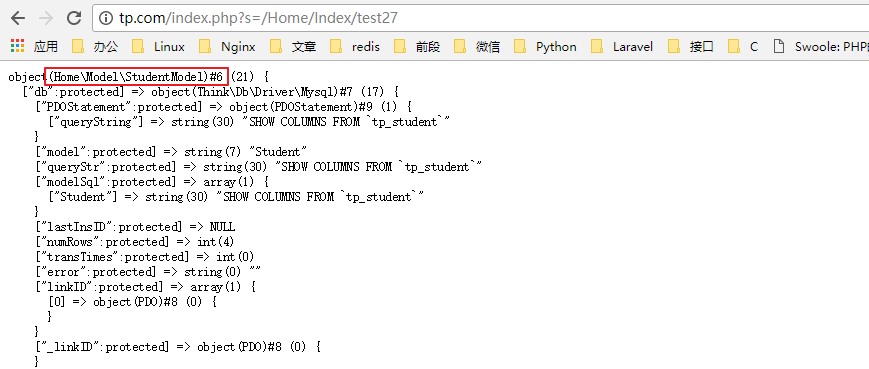 tp.com/index.php?s=/Home/Index/test27
应用 办公 Linux Nginx 文章 redis 前段 微信 Python Laravel 接口 C Swoole: PHP的
object(Home\Model\StudentModel)#6 (21) {
["db":protected] => object(Think\Db\Driver\Mysql)#7 (17) {
["PDOStatement":protected] => object(PDOStatement)#9 (1) {
["queryString"] => string(30) "SHOW COLUMNS FROM `tp_student`"
}
["model":protected] => string(7) "Student"
["queryStr":protected] => string(30) "SHOW COLUMNS FROM `tp_student`"
["modelSql":protected] => array(1) {
["Student"] => string(30) "SHOW COLUMNS FROM `tp_student`"
}
["lastInsID":protected] => NULL
["numRows":protected] => int(4)
["transTimes":protected] => int(0)
["error":protected] => string(0) ""
["linkID":protected] => array(1) {
[0] => object(PDO)#8 (0) {
}
}
["_linkID":protected] => object(PDO)#8 (0) {
}